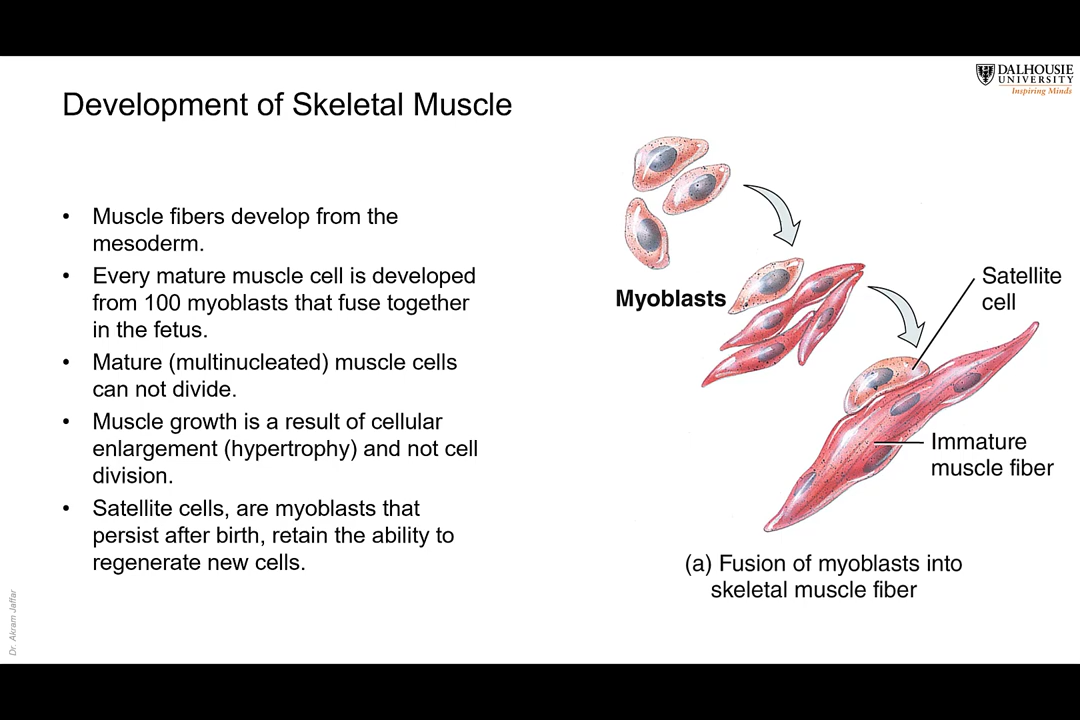 DALHOUSIE
UNIVERSITY
Inspiring Minds
Development of Skeletal Muscle
• Muscle fibers develop from the
mesoderm.
• Every mature muscle cell is developed
from 100 myoblasts that fuse together
in the fetus.
• Mature (multinucleated) muscle cells
can not divide.
• Muscle growth is a result of cellular
enlargement (hypertrophy) and not cell
division.
• Satellite cells, are myoblasts that
persist after birth, retain the ability to
regenerate new cells.
Myoblasts
Satellite
cell
Immature
muscle fiber
(a) Fusion of myoblasts into
skeletal muscle fiber
Dr. Akram Jaffar